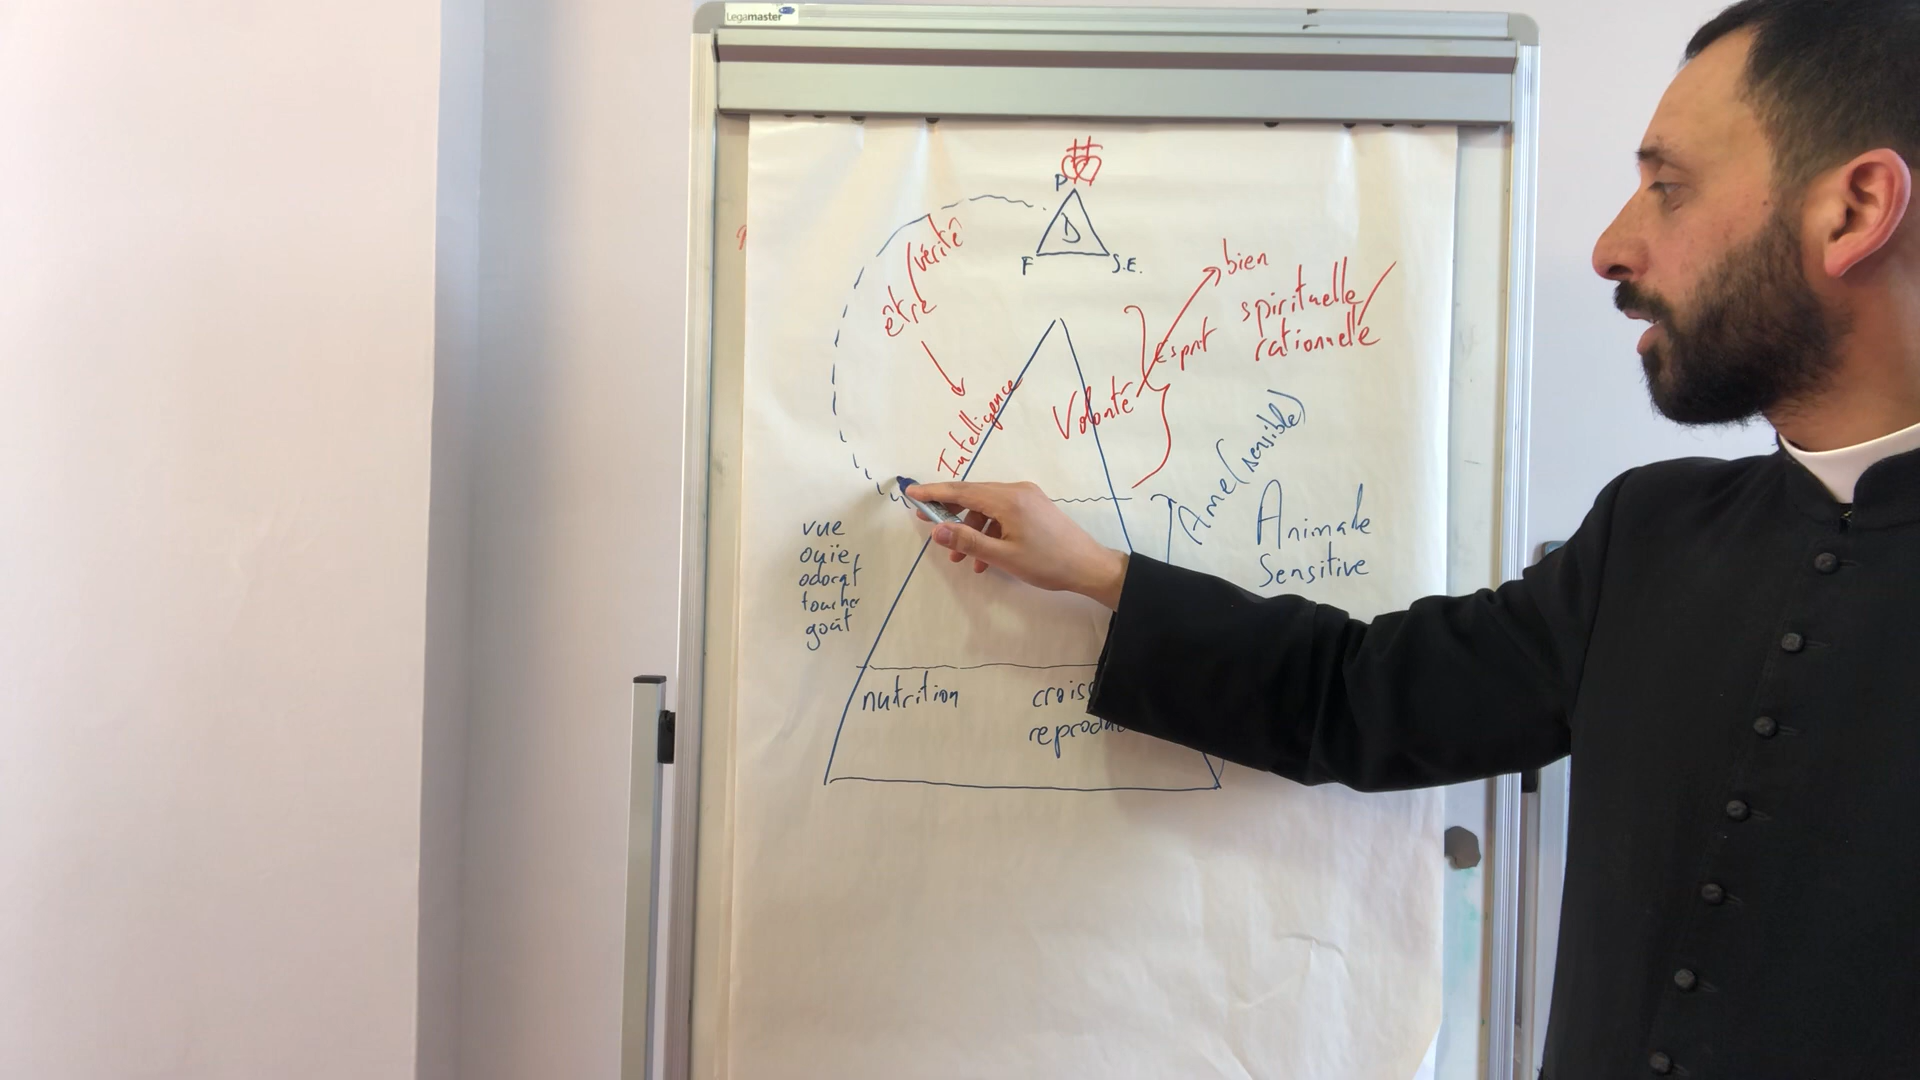 Legamaster
P
D
F
S.E.
être/vérité
bien
spirituelle/
rationnelle
Esprit
Intelligence
Volonté
Ame (sensible)
Animale
Sensitive
vue
ouïe
odorat
toucher
goût
nutrition
croiss
reprodu